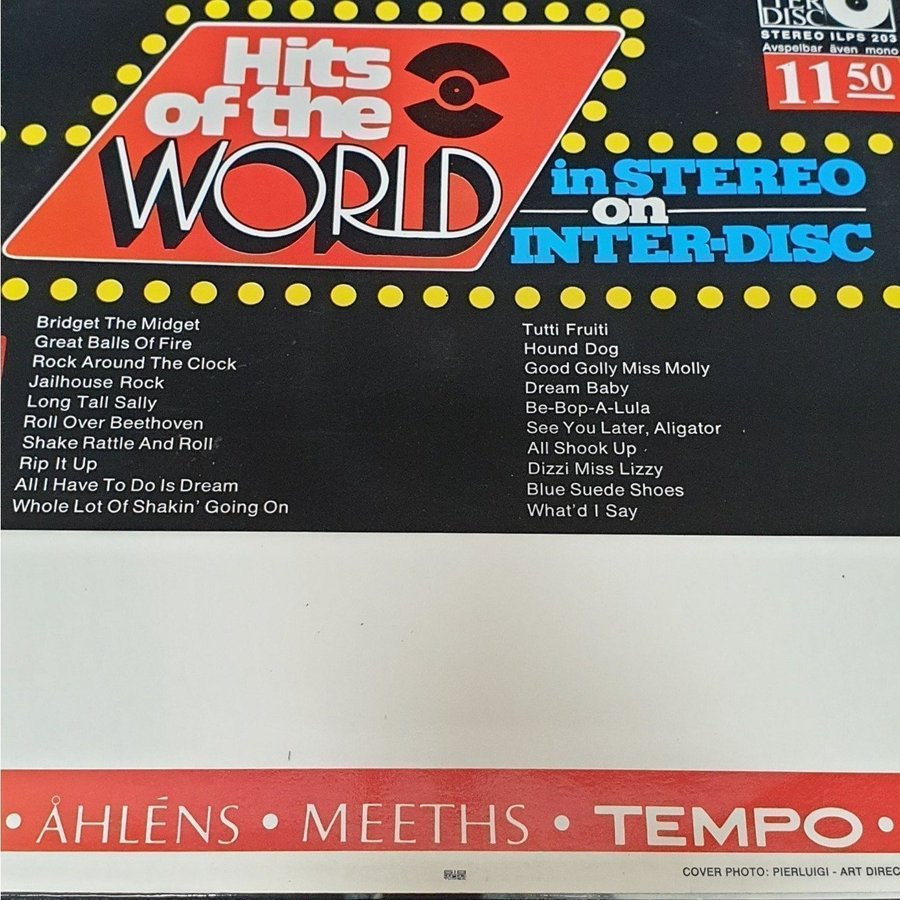 Hits
of the
WORLD
DISC
STEREO ILPS 203
Avspelbar även mono
11 50
in STEREO
on
INTER-DISC
Bridget The Midget
Great Balls Of Fire
Rock Around The Clock
Jailhouse Rock
Long Tall Sally
Roll Over Beethoven
Shake Rattle And Roll
Rip It Up
All I Have To Do Is Dream
Whole Lot Of Shakin' Going On
Tutti Fruiti
Hound Dog
Good Golly Miss Molly
Dream Baby
Be-Bop-A-Lula
See You Later, Aligator
All Shook Up
Dizzi Miss Lizzy
Blue Suede Shoes
What'd I Say
• ÅHLÉNS • MEETHS • TEMPO •
COVER PHOTO: PIERLUIGI - ART DIREC